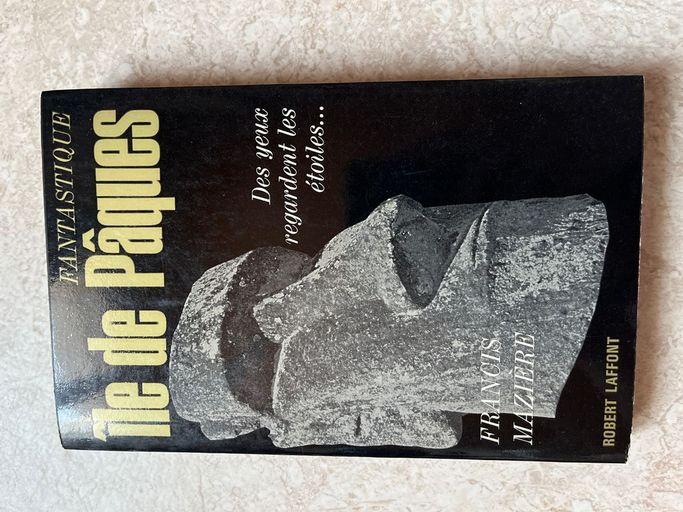 FANTASTIQUE
île de Pâques
Des yeux
regardent les
étoiles...
FRANCIS
MAZIÈRE
ROBERT LAFFONT